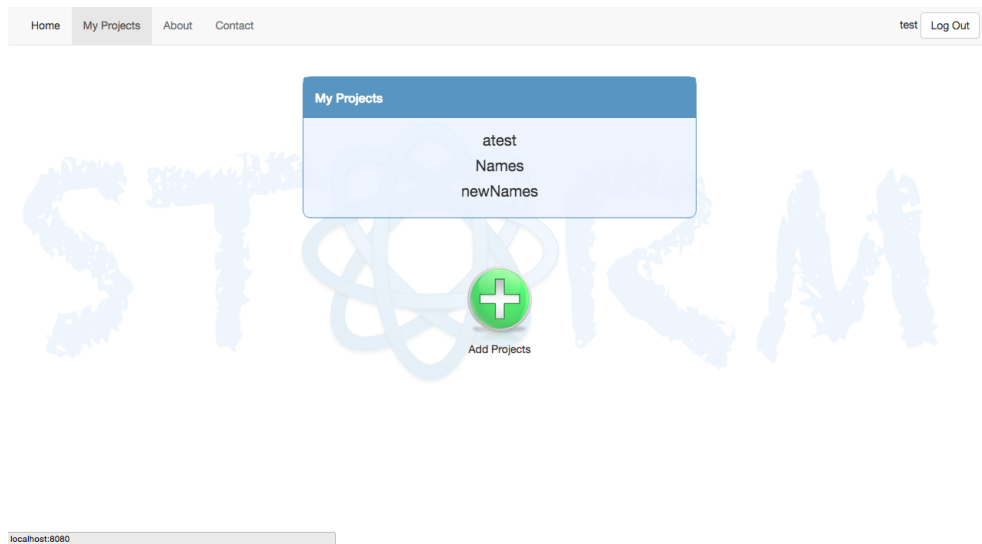 Home My Projects About Contact test Log Out
My Projects
atest
Names
newNames
STORM
Add Projects
localhost:8080